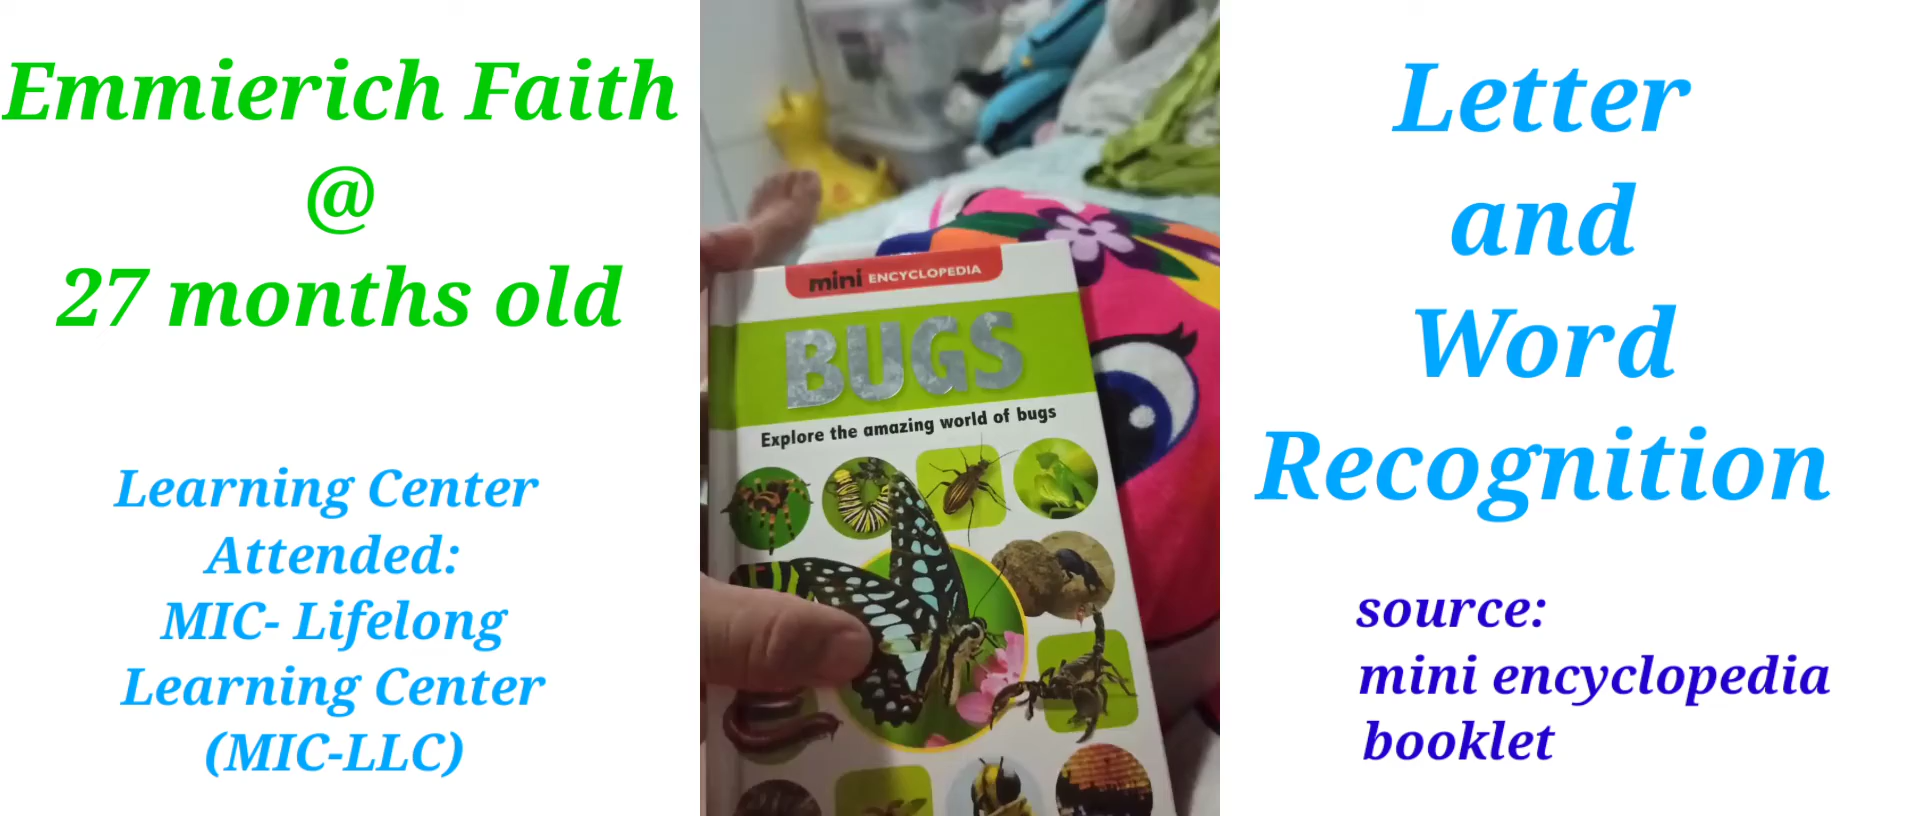 Emmierich Faith
@
27 months old
Learning Center
Attended:
MIC- Lifelong
Learning Center
(MIC-LLC)
mini ENCYCLOPEDIA
BUGS
Explore the amazing world of bugs
Letter
and
Word
Recognition
source:
mini encyclopedia
booklet